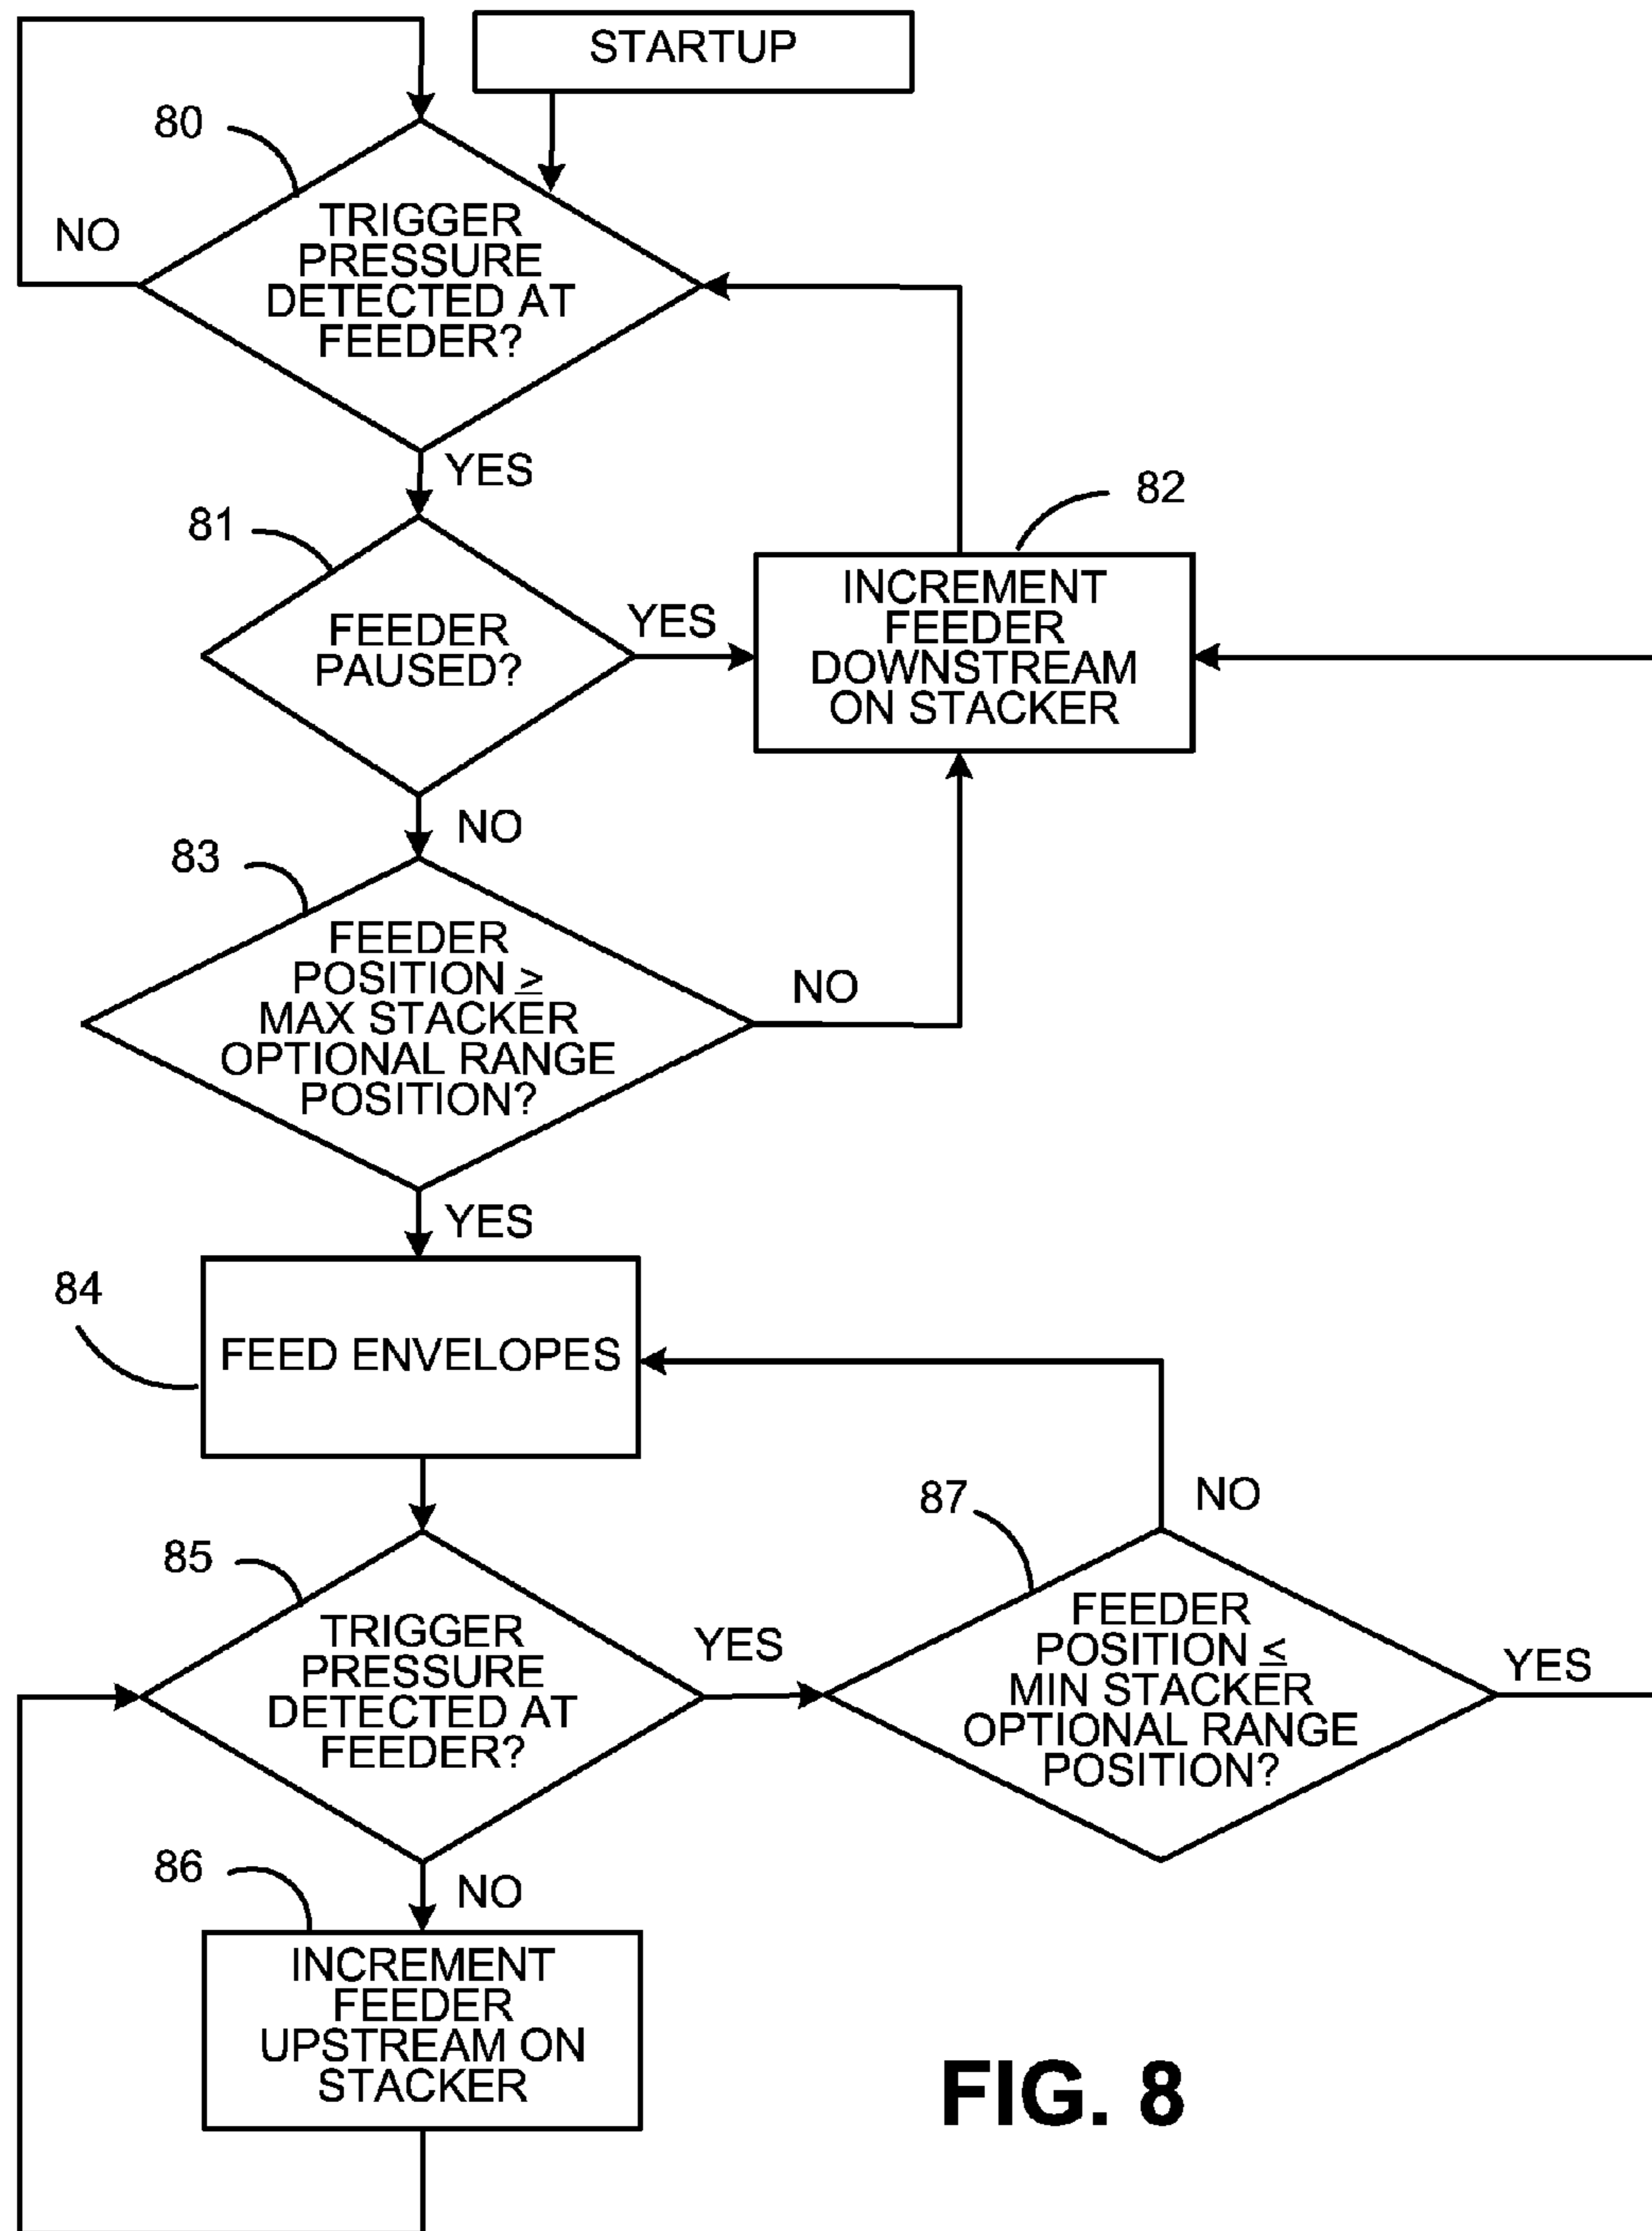 STARTUP
80
TRIGGER
PRESSURE
DETECTED AT
FEEDER?
NO
YES
81
FEEDER
PAUSED?
YES
82
INCREMENT
FEEDER
DOWNSTREAM
ON STACKER
NO
83
FEEDER
POSITION ≥
MAX STACKER
OPTIONAL RANGE
POSITION?
NO
YES
84
FEED ENVELOPES
85
TRIGGER
PRESSURE
DETECTED AT
FEEDER?
YES
87
NO
FEEDER
POSITION ≤
MIN STACKER
OPTIONAL RANGE
POSITION?
YES
NO
86
INCREMENT
FEEDER
UPSTREAM ON
STACKER
FIG. 8